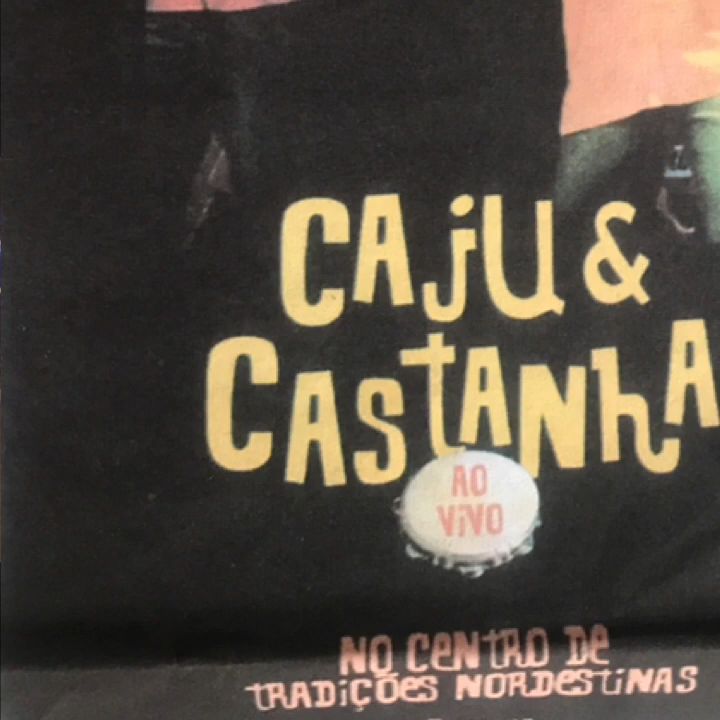 CAjU &
CAStANhA
AO
ViVO
NO CENtRO DE
tRADiÇÕES NORDEStiNAS